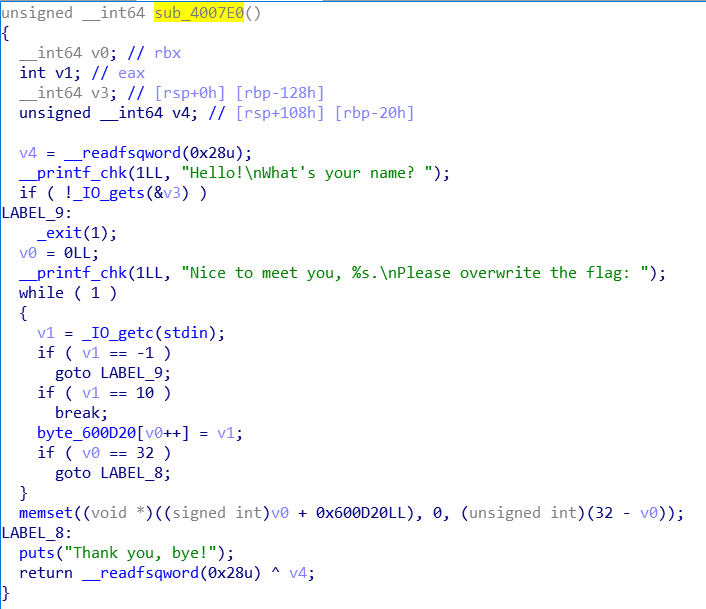 unsigned __int64 sub_4007E0()
{
  __int64 v0; // rbx
  int v1; // eax
  __int64 v3; // [rsp+0h] [rbp-128h]
  unsigned __int64 v4; // [rsp+108h] [rbp-20h]

  v4 = __readfsqword(0x28u);
  __printf_chk(1LL, "Hello!\nWhat's your name? ");
  if ( !_IO_gets(&v3) )
LABEL_9:
    _exit(1);
  v0 = 0LL;
  __printf_chk(1LL, "Nice to meet you, %s.\nPlease overwrite the flag: ");
  while ( 1 )
  {
    v1 = _IO_getc(stdin);
    if ( v1 == -1 )
      goto LABEL_9;
    if ( v1 == 10 )
      break;
    byte_600D20[v0++] = v1;
    if ( v0 == 32 )
      goto LABEL_8;
  }
  memset((void *)((signed int)v0 + 0x600D20LL), 0, (unsigned int)(32 - v0));
LABEL_8:
  puts("Thank you, bye!");
  return __readfsqword(0x28u) ^ v4;
}